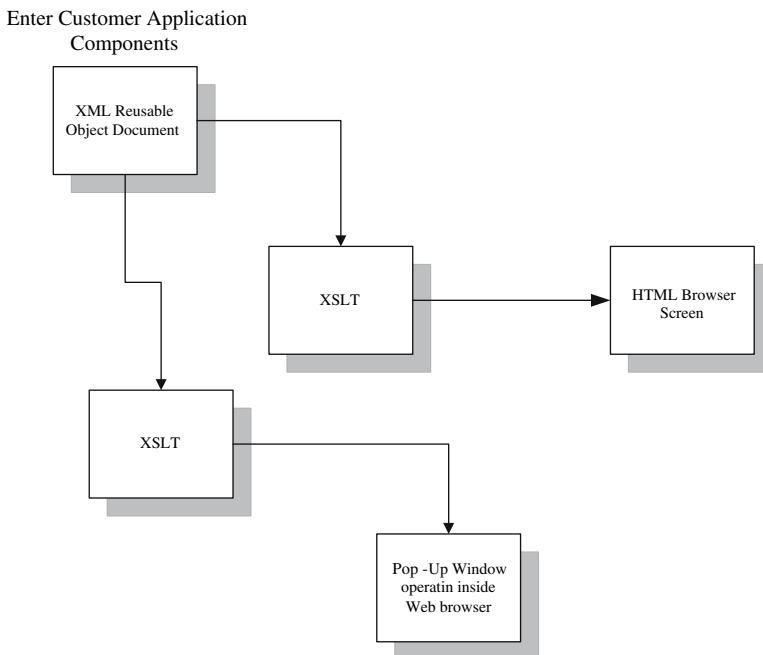 Enter Customer Application
Components
XML Reusable
Object Document
XSLT
HTML Browser
Screen
XSLT
Pop -Up Window
operatin inside
Web browser